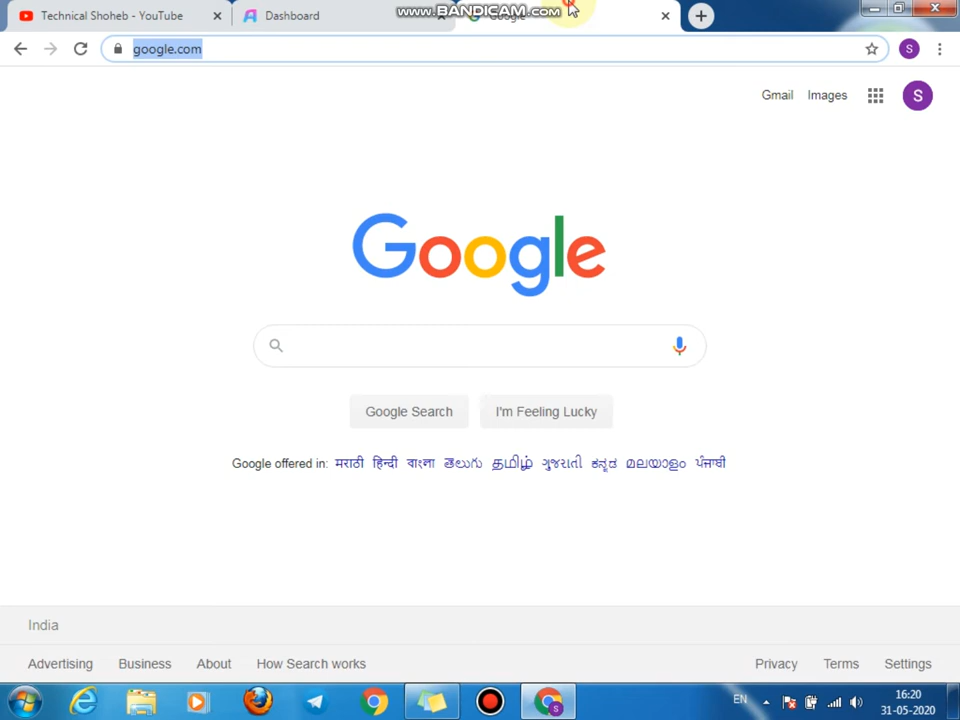 www.BANDICAM.com
Technical Shoheb - YouTube Dashboard Google
google.com S
Gmail Images S
Google
Google Search I'm Feeling Lucky
Google offered in: मराठी हिन्दी বাংলা తెలుగు தமிழ் ગુજરાતી ಕನ್ನಡ മലയാളം ਪੰਜਾਬੀ
India
Advertising Business About How Search works Privacy Terms Settings
EN 16:20
31-05-2020